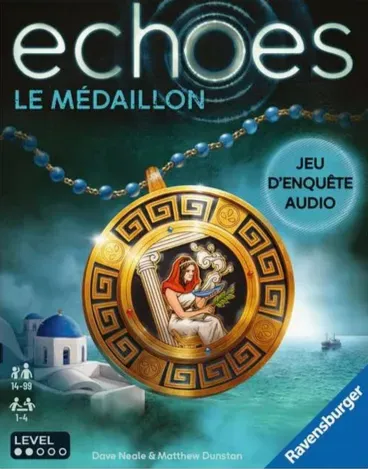 echoes
LE MÉDAILLON
JEU
D'ENQUÊTE
AUDIO
14-99
1-4
LEVEL
Ravensburger
Dave Neale & Matthew Dunstan